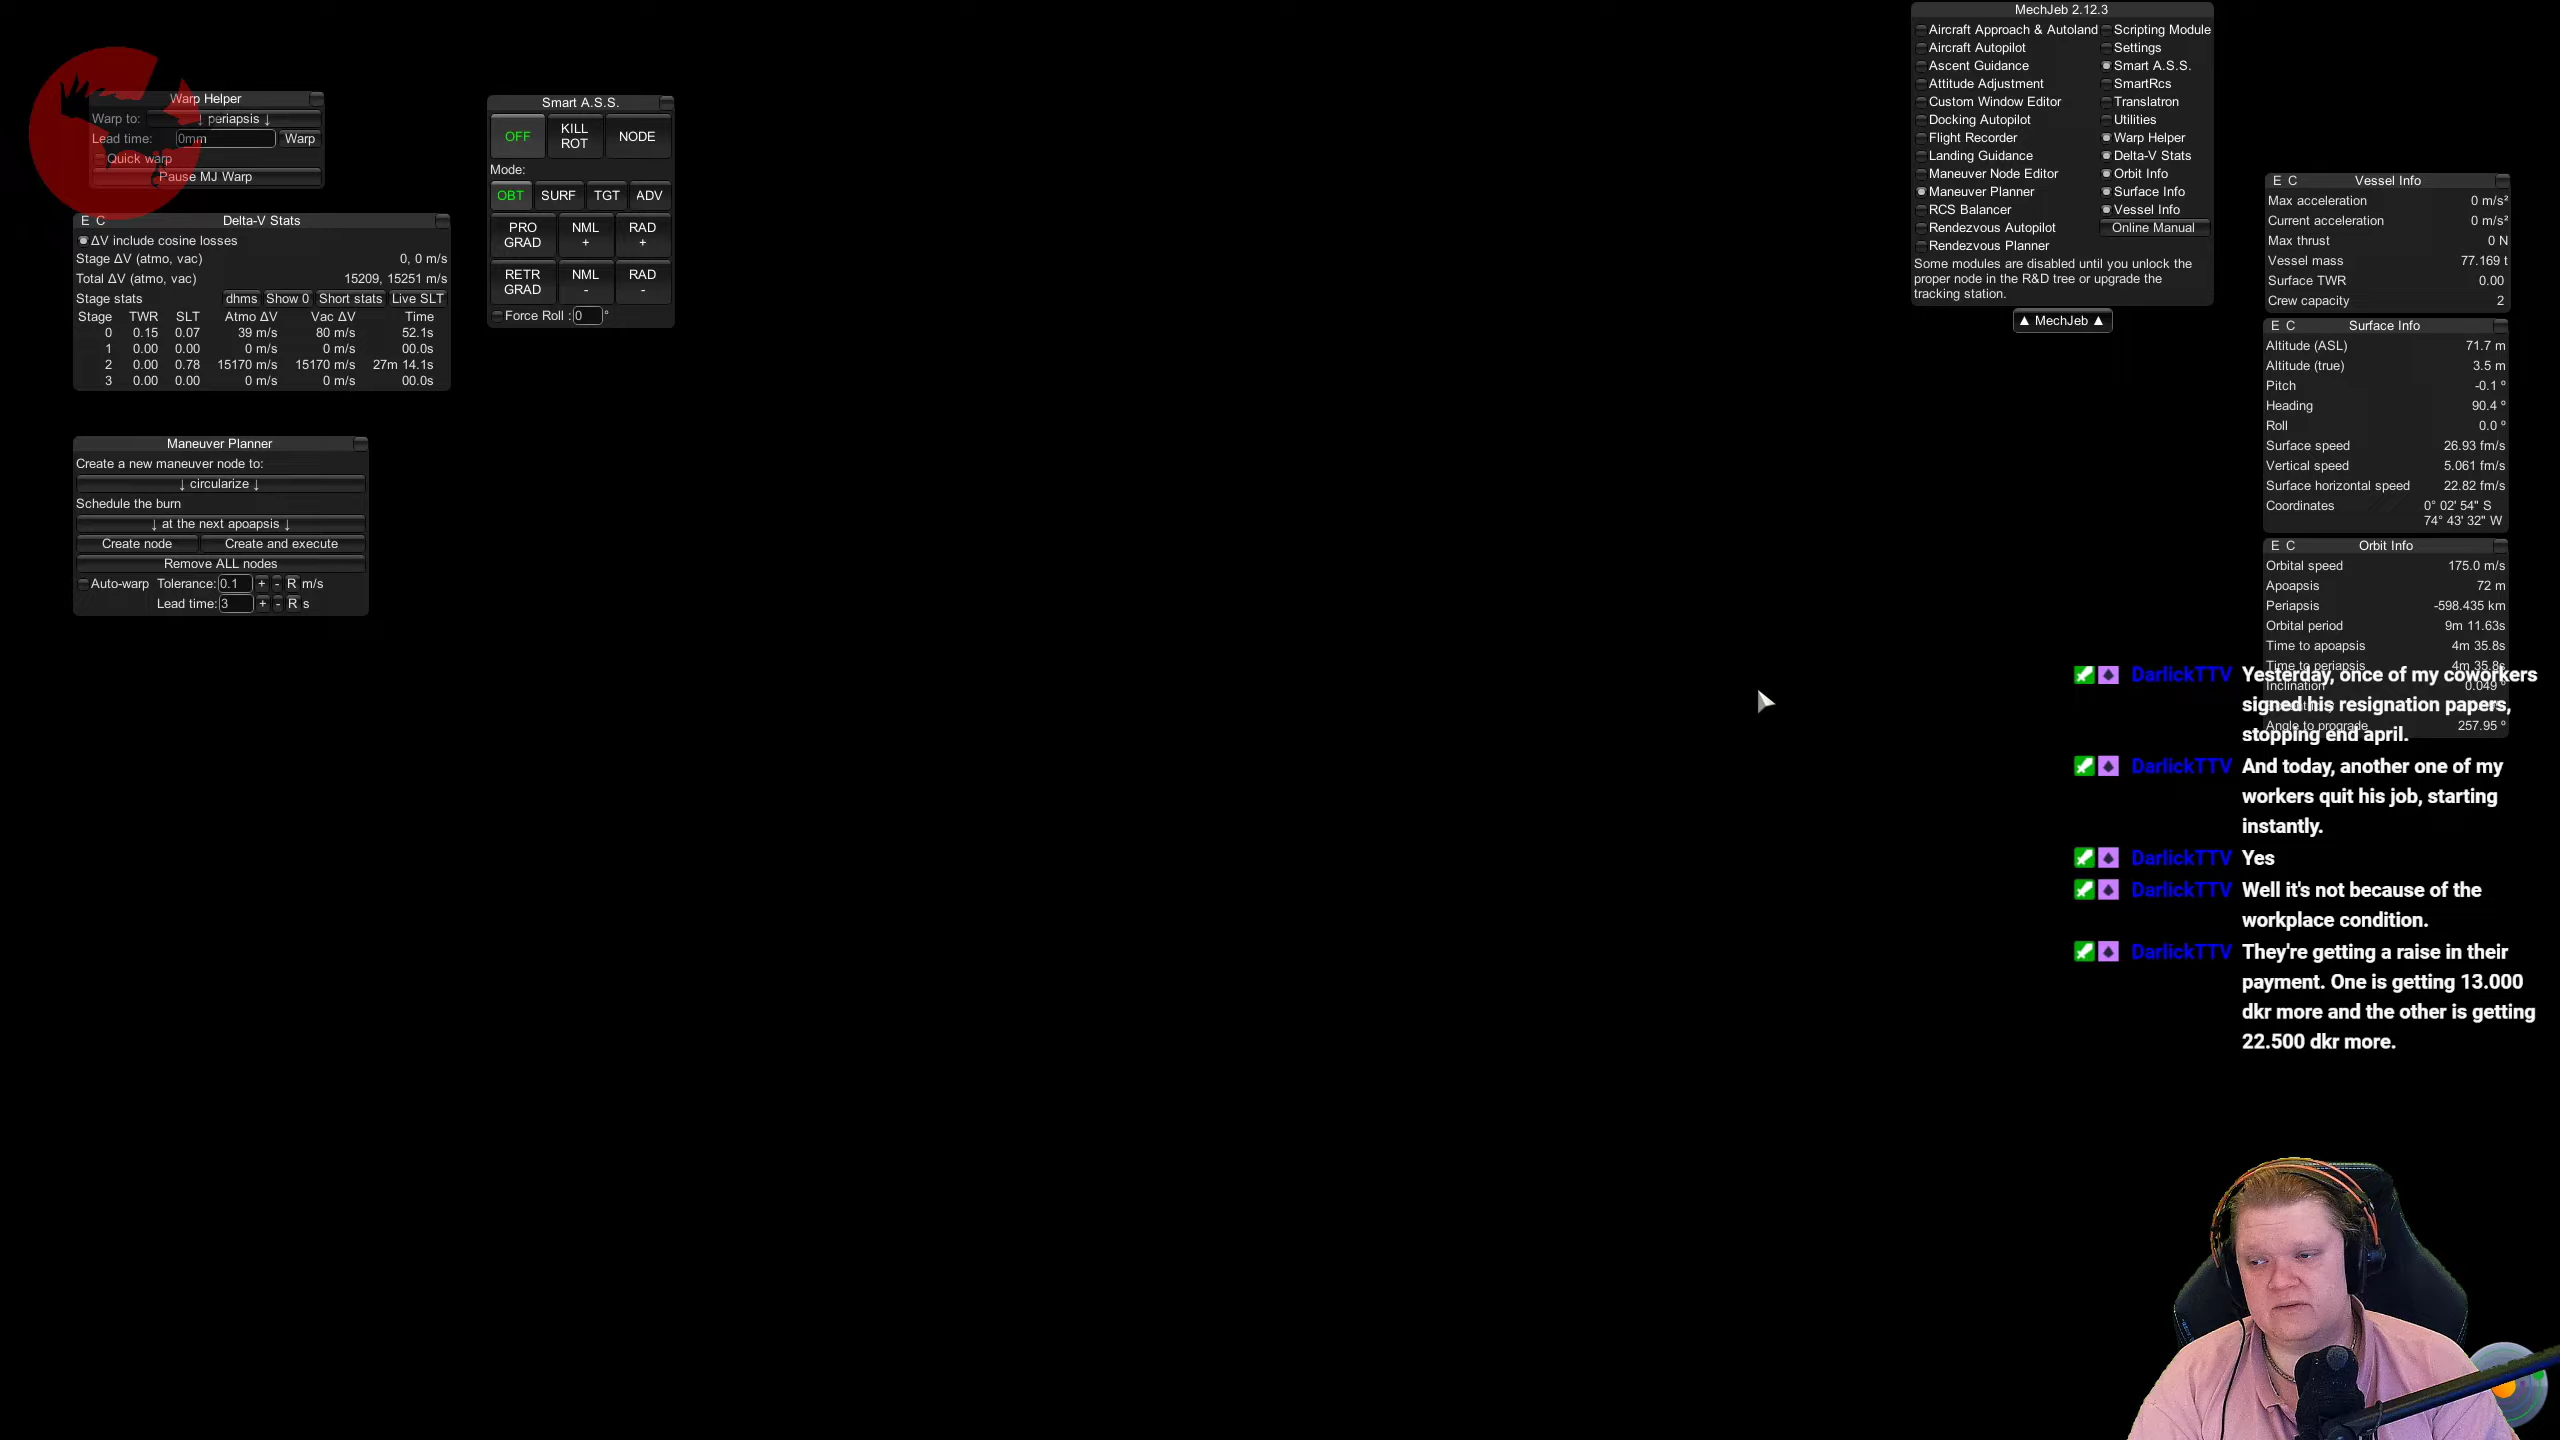 Warp Helper
Warp to: ↓ periapsis ↓
Lead time: 0mm Warp
Quick warp
Pause MJ Warp
E C Delta-V Stats
ΔV include cosine losses
Stage ΔV (atmo, vac) 0, 0 m/s
Total ΔV (atmo, vac) 15209, 15251 m/s
Stage stats dhms Show 0 Short stats Live SLT
Stage TWR SLT Atmo ΔV Vac ΔV Time
0 0.15 0.07 39 m/s 80 m/s 52.1s
1 0.00 0.00 0 m/s 0 m/s 00.0s
2 0.00 0.78 15170 m/s 15170 m/s 27m 14.1s
3 0.00 0.00 0 m/s 0 m/s 00.0s
Maneuver Planner
Create a new maneuver node to:
↓ circularize ↓
Schedule the burn
↓ at the next apoapsis ↓
Create node Create and execute
Remove ALL nodes
Auto-warp Tolerance: 0.1 + - R m/s
Lead time: 3 + - R s
Smart A.S.S.
OFF KILL ROT NODE
Mode:
OBT SURF TGT ADV
PRO GRAD NML + RAD +
RETR GRAD NML - RAD -
Force Roll : 0 °
MechJeb 2.12.3
Aircraft Approach & Autoland Scripting Module
Aircraft Autopilot Settings
Ascent Guidance Smart A.S.S.
Attitude Adjustment SmartRcs
Custom Window Editor Translatron
Docking Autopilot Utilities
Flight Recorder Warp Helper
Landing Guidance Delta-V Stats
Maneuver Node Editor Orbit Info
Maneuver Planner Surface Info
RCS Balancer Vessel Info
Rendezvous Autopilot Online Manual
Rendezvous Planner
Some modules are disabled until you unlock the
proper node in the R&D tree or upgrade the
tracking station.
▲ MechJeb ▲
E C Vessel Info
Max acceleration 0 m/s²
Current acceleration 0 m/s²
Max thrust 0 N
Vessel mass 77.169 t
Surface TWR 0.00
Crew capacity 2
E C Surface Info
Altitude (ASL) 71.7 m
Altitude (true) 3.5 m
Pitch -0.1 º
Heading 90.4 º
Roll 0.0 º
Surface speed 26.93 fm/s
Vertical speed 5.061 fm/s
Surface horizontal speed 22.82 fm/s
Coordinates 0° 02' 54" S
74° 43' 32" W
E C Orbit Info
Orbital speed 175.0 m/s
Apoapsis 72 m
Periapsis -598.435 km
Orbital period 9m 11.63s
Time to apoapsis 4m 35.8s
Time to periapsis 4m 35.8s
Inclination 0.049 º
Angle to prograde 257.95 º
DarlickTTV Yesterday, once of my coworkers
signed his resignation papers,
stopping end april.
DarlickTTV And today, another one of my
workers quit his job, starting
instantly.
DarlickTTV Yes
DarlickTTV Well it's not because of the
workplace condition.
DarlickTTV They're getting a raise in their
payment. One is getting 13.000
dkr more and the other is getting
22.500 dkr more.